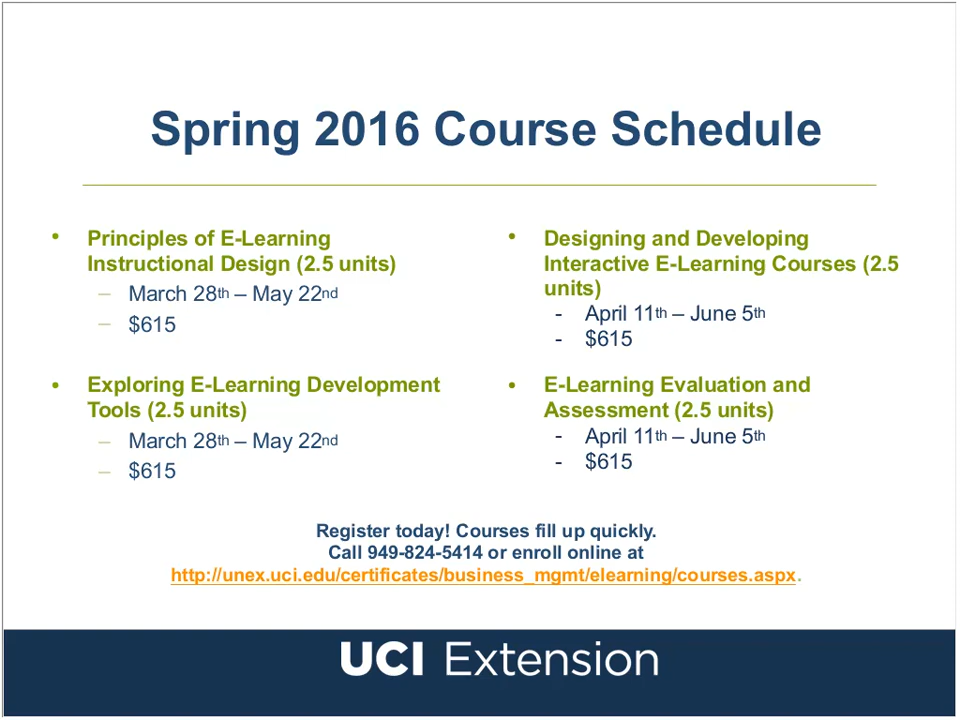 Spring 2016 Course Schedule
• Principles of E-Learning
Instructional Design (2.5 units)
– March 28th – May 22nd
– $615
• Exploring E-Learning Development
Tools (2.5 units)
– March 28th – May 22nd
– $615
• Designing and Developing
Interactive E-Learning Courses (2.5
units)
- April 11th – June 5th
- $615
• E-Learning Evaluation and
Assessment (2.5 units)
- April 11th – June 5th
- $615
Register today! Courses fill up quickly.
Call 949-824-5414 or enroll online at
http://unex.uci.edu/certificates/business_mgmt/elearning/courses.aspx.
UCI Extension